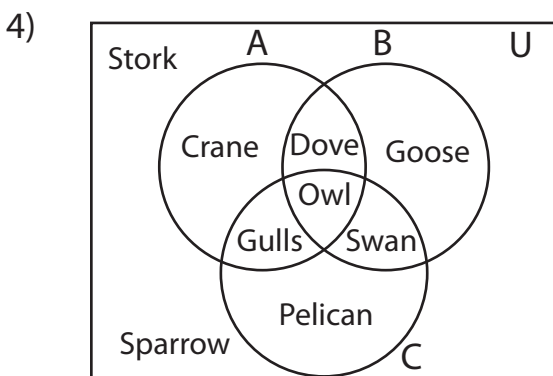 4)
A B U
Stork
Crane Dove Goose
Owl
Gulls Swan
Pelican
Sparrow
C